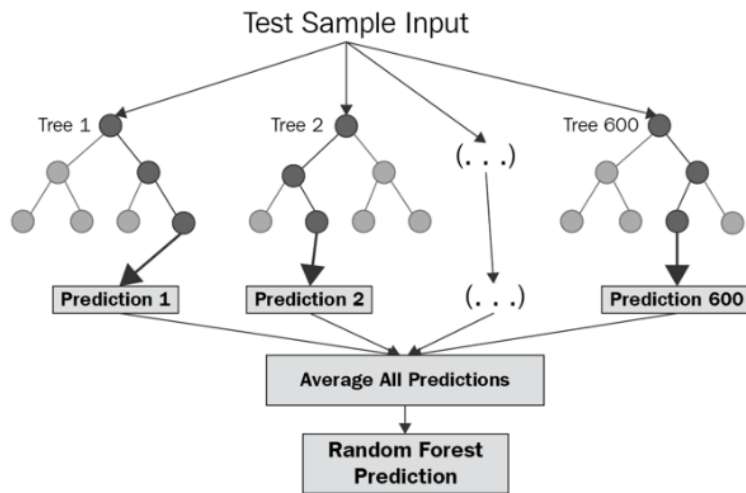 Test Sample Input
Tree 1
Tree 2
(. . .)
Tree 600
Prediction 1
Prediction 2
(. . .)
Prediction 600
Average All Predictions
Random Forest
Prediction